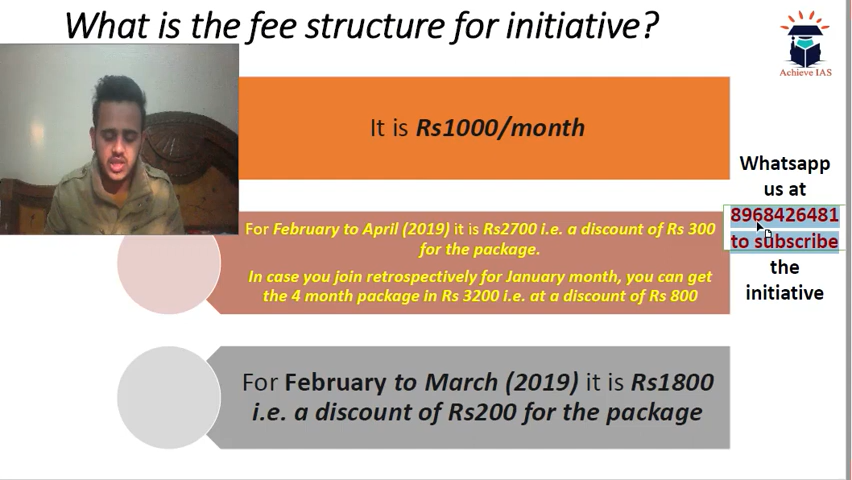 What is the fee structure for initiative?
Achieve IAS
It is Rs1000/month
For February to April (2019) it is Rs2700 i.e. a discount of Rs 300
for the package.
In case you join retrospectively for January month, you can get
the 4 month package in Rs 3200 i.e. at a discount of Rs 800
For February to March (2019) it is Rs1800
i.e. a discount of Rs200 for the package
Whatsapp
us at
8968426481
to subscribe
the
initiative